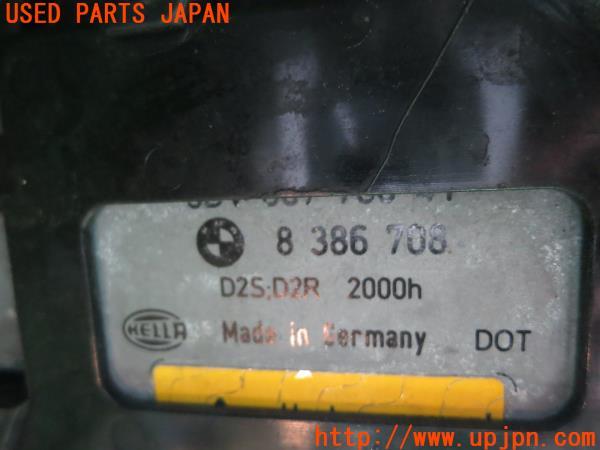 USED PARTS JAPAN
8 386 708
D2S;D2R 2000h
HELLA Made in Germany DOT
http://www.upjpn.com/